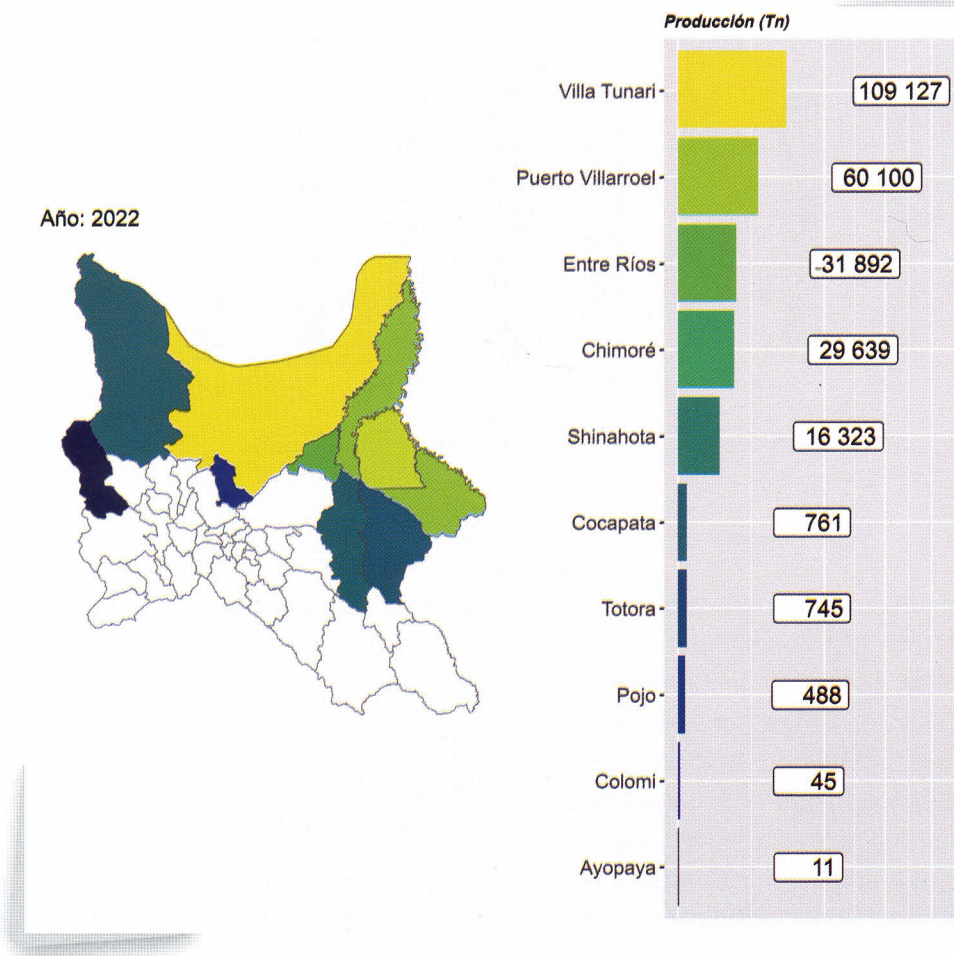 Producción (Tn)
Villa Tunari
109 127
Puerto Villarroel
60 100
Año: 2022
Entre Ríos
31 892
Chimoré
29 639
Shinahota
16 323
Cocapata
761
Totora
745
Pojo
488
Colomi
45
Ayopaya
11